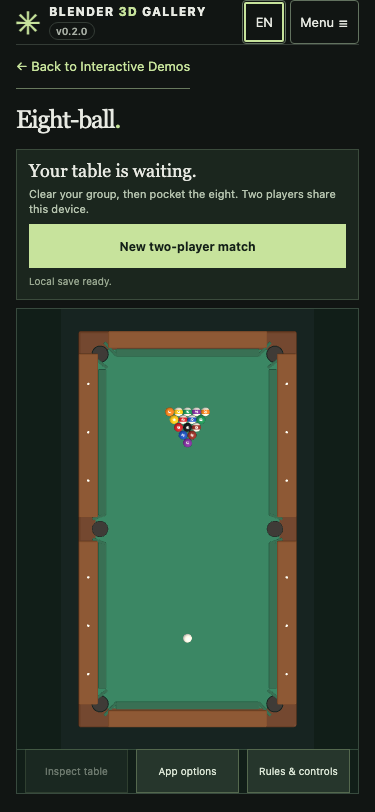 BLENDER 3D GALLERY
v0.2.0
EN
Menu ≡
← Back to Interactive Demos
Eight-ball.
Your table is waiting.
Clear your group, then pocket the eight. Two players share
this device.
New two-player match
Local save ready.
Inspect table
App options
Rules & controls